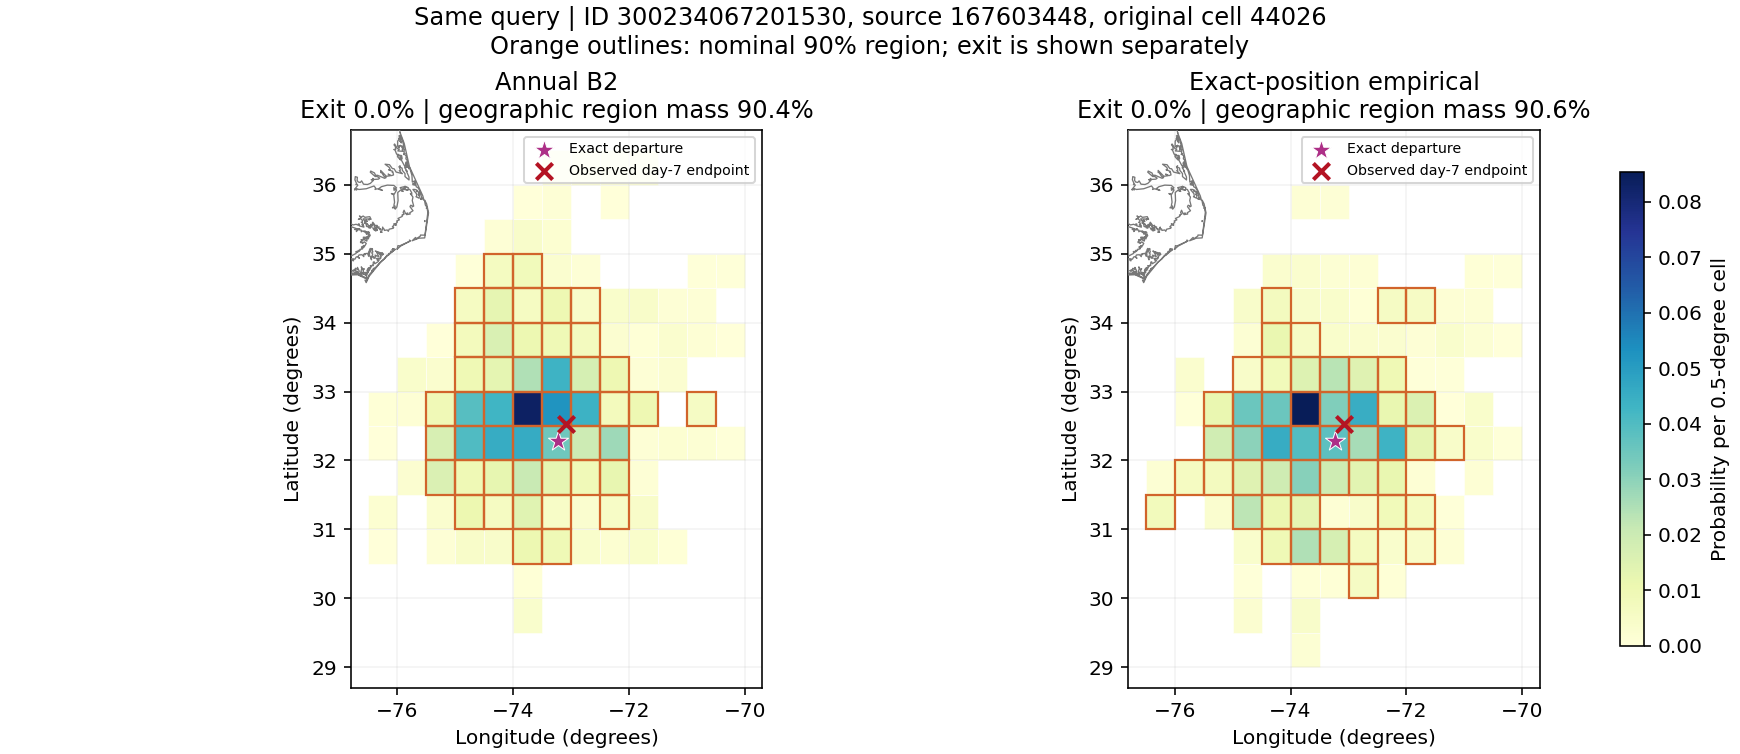 Same query | ID 300234067201530, source 167603448, original cell 44026
Orange outlines: nominal 90% region; exit is shown separately
Annual B2
Exit 0.0% | geographic region mass 90.4%
Exact departure
Observed day-7 endpoint
36
35
34
33
32
31
30
29
Latitude (degrees)
−76
−74
−72
−70
Longitude (degrees)
Exact-position empirical
Exit 0.0% | geographic region mass 90.6%
Exact departure
Observed day-7 endpoint
36
35
34
33
32
31
30
29
Latitude (degrees)
−76
−74
−72
−70
Longitude (degrees)
0.08
0.07
0.06
0.05
0.04
0.03
0.02
0.01
0.00
Probability per 0.5-degree cell